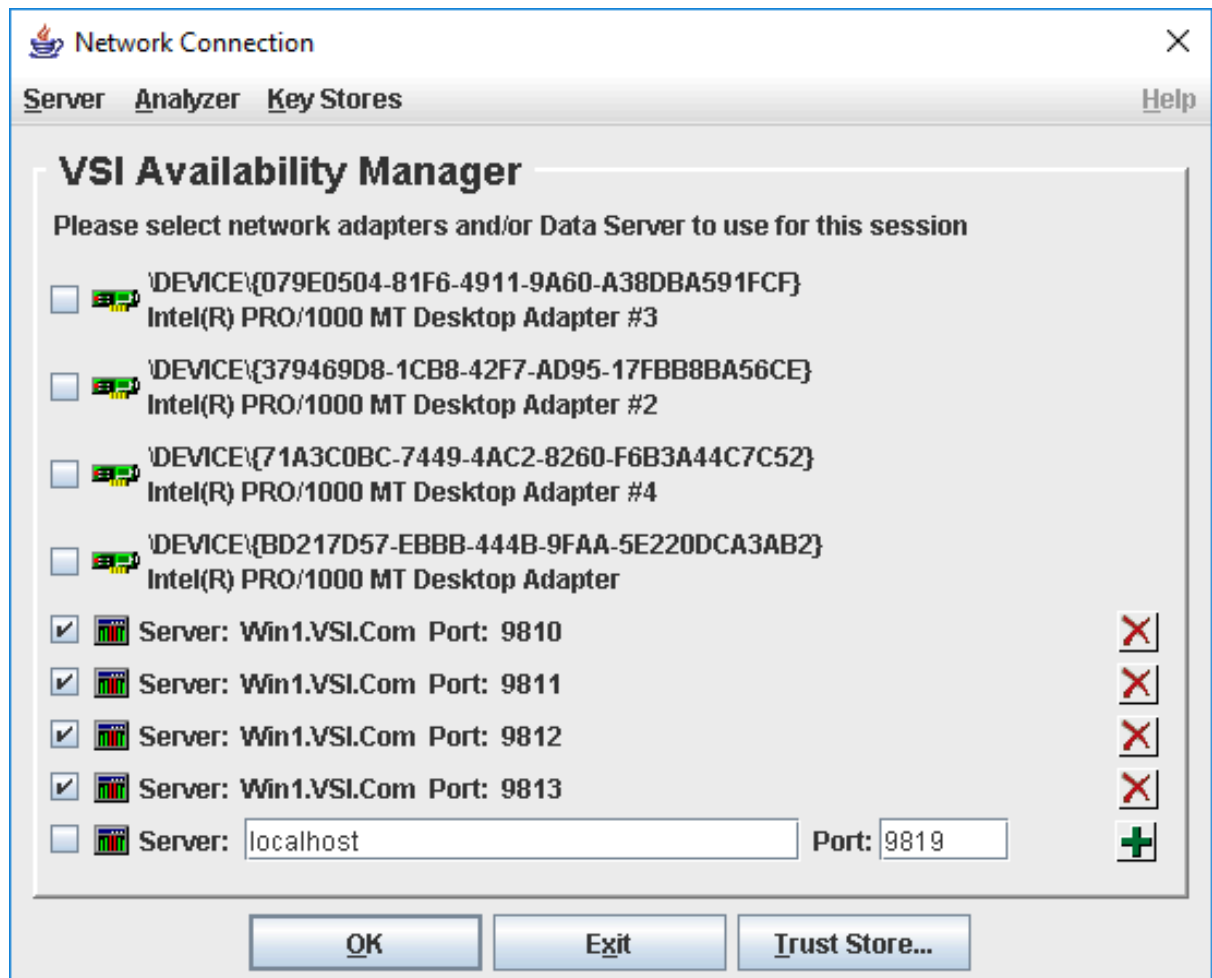 Network Connection
Server Analyzer Key Stores Help
VSI Availability Manager
Please select network adapters and/or Data Server to use for this session
\DEVICE\{079E0504-81F6-4911-9A60-A38DBA591FCF}
Intel(R) PRO/1000 MT Desktop Adapter #3
\DEVICE\{379469D8-1CB8-42F7-AD95-17FBB8BA56CE}
Intel(R) PRO/1000 MT Desktop Adapter #2
\DEVICE\{71A3C0BC-7449-4AC2-8260-F6B3A44C7C52}
Intel(R) PRO/1000 MT Desktop Adapter #4
\DEVICE\{BD217D57-EBBB-444B-9FAA-5E220DCA3AB2}
Intel(R) PRO/1000 MT Desktop Adapter
Server: Win1.VSI.Com Port: 9810
Server: Win1.VSI.Com Port: 9811
Server: Win1.VSI.Com Port: 9812
Server: Win1.VSI.Com Port: 9813
Server: localhost Port: 9819
OK Exit Trust Store...